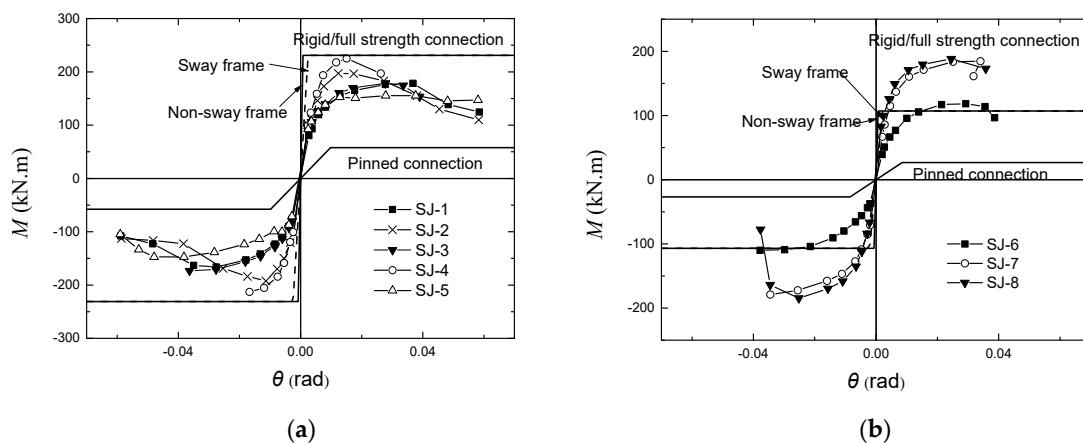 300
Rigid/full strength connection
Sway frame
200
Non-sway frame
100
Pinned connection
0
M (kN.m)
SJ-1
-100
SJ-2
SJ-3
SJ-4
-200
SJ-5
-300
-0.04 0.00 0.04
θ (rad)
(a)
Rigid/full strength connection
200
Sway frame
100
Non-sway frame
Pinned connection
0
M (kN.m)
-100
SJ-6
SJ-7
SJ-8
-200
-0.04 0.00 0.04
θ (rad)
(b)